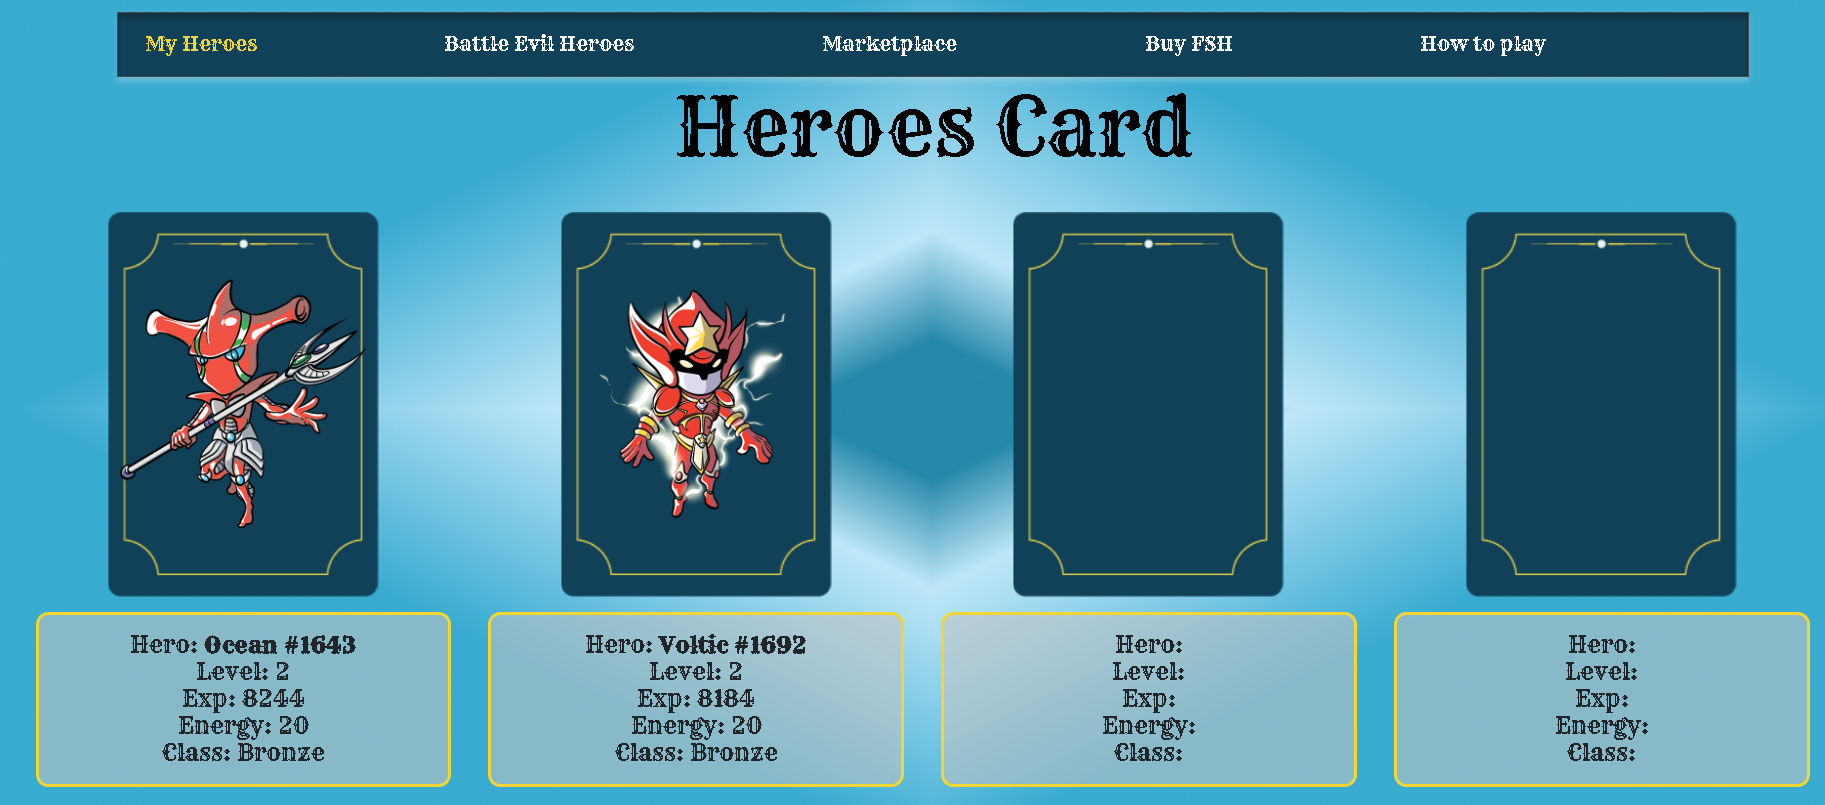 My Heroes Battle Evil Heroes Marketplace Buy FSH How to play
Heroes Card
Hero: Ocean #1643
Level: 2
Exp: 8244
Energy: 20
Class: Bronze
Hero: Voltic #1692
Level: 2
Exp: 8184
Energy: 20
Class: Bronze
Hero:
Level:
Exp:
Energy:
Class:
Hero:
Level:
Exp:
Energy:
Class: